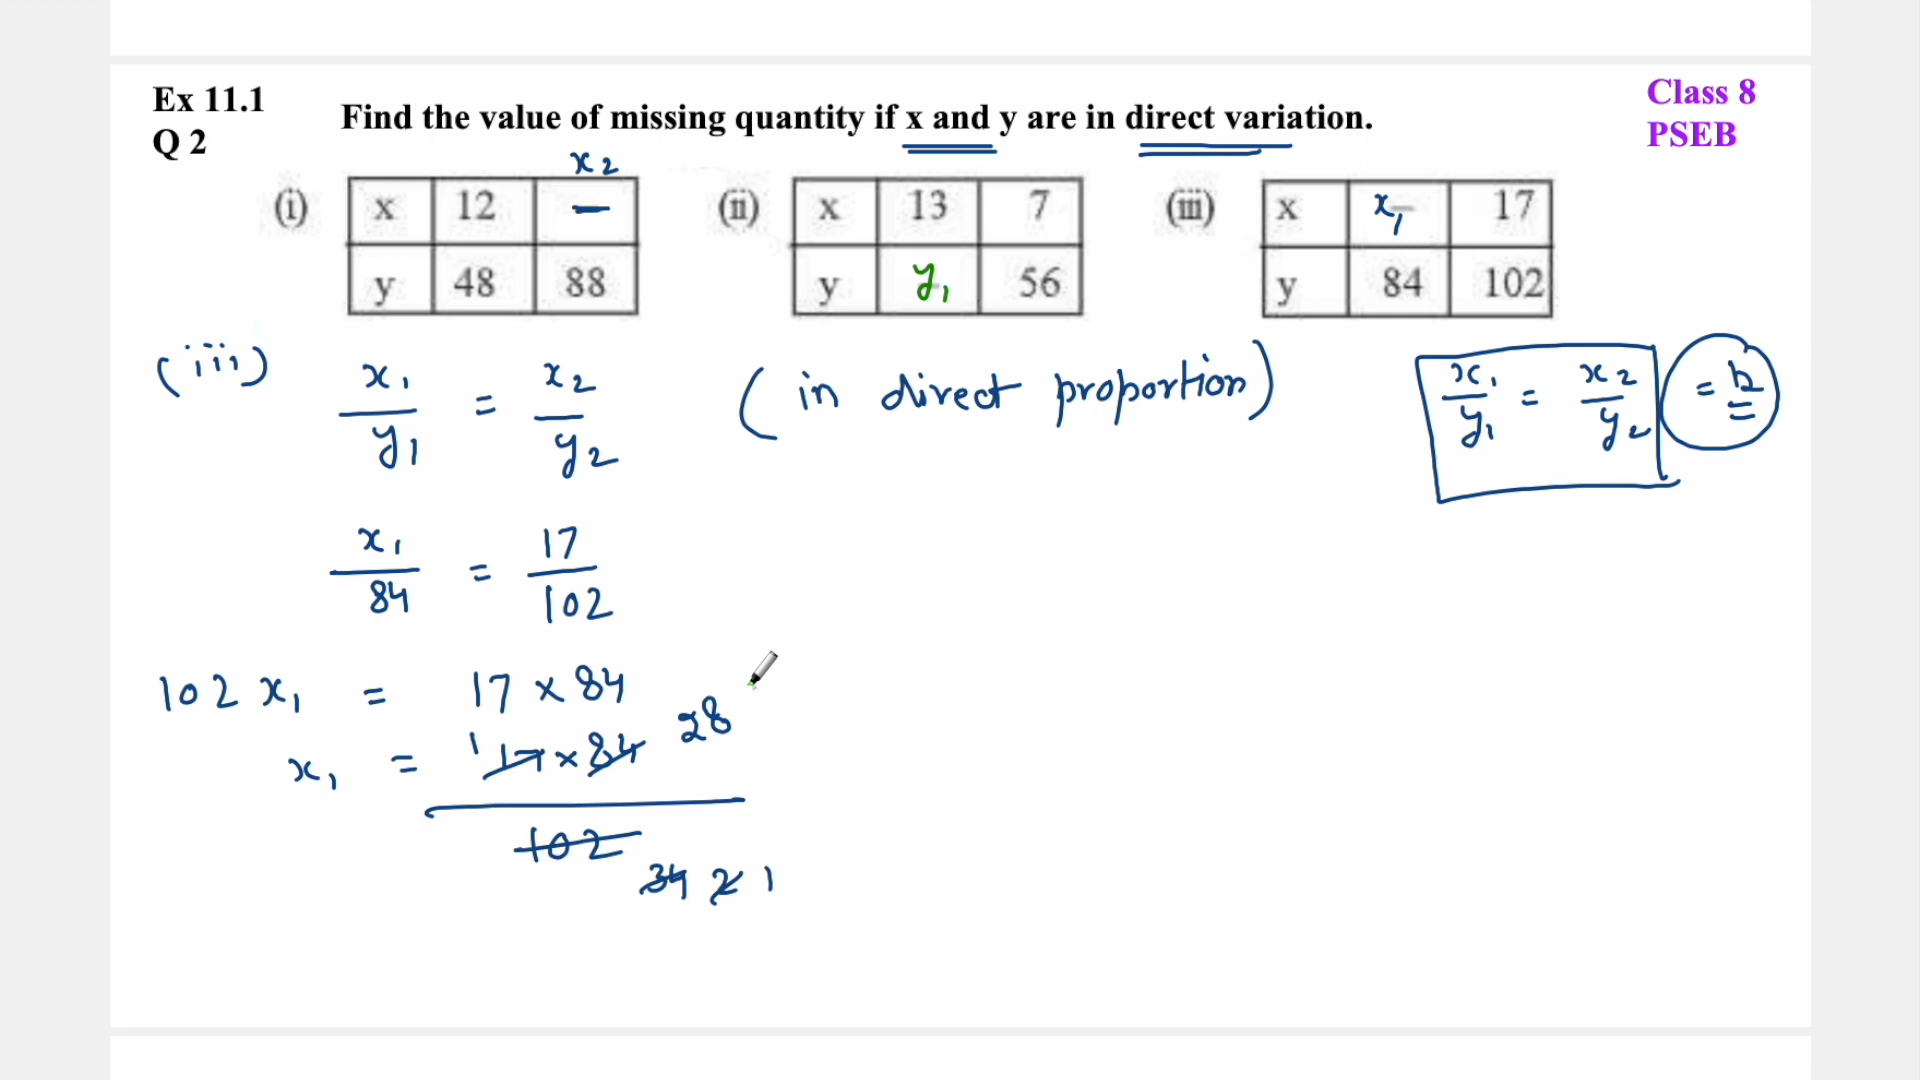 Ex 11.1
Q 2
Find the value of missing quantity if x and y are in direct variation.
Class 8
PSEB
x₂
(i) x 12 –
y 48 88
(ii) x 13 7
y y₁ 56
(iii) x x₁ 17
y 84 102
(iii) x₁/y₁ = x₂/y₂ (in direct proportion)
x₁/y₁ = x₂/y₂ = k
x₁/84 = 17/102
102 x₁ = 17 × 84
x₁ = 1 17 × 84 28
102
34 2 1